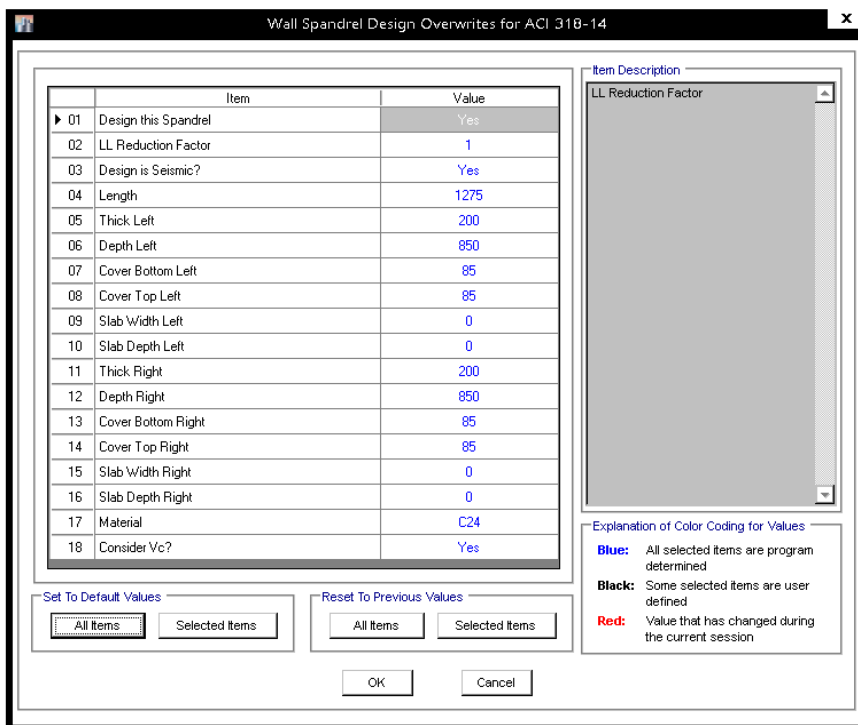 Wall Spandrel Design Overwrites for ACI 318-14
x
Item Value
01 Design this Spandrel Yes
02 LL Reduction Factor 1
03 Design is Seismic? Yes
04 Length 1275
05 Thick Left 200
06 Depth Left 850
07 Cover Bottom Left 85
08 Cover Top Left 85
09 Slab Width Left 0
10 Slab Depth Left 0
11 Thick Right 200
12 Depth Right 850
13 Cover Bottom Right 85
14 Cover Top Right 85
15 Slab Width Right 0
16 Slab Depth Right 0
17 Material C24
18 Consider Vc? Yes
Item Description
LL Reduction Factor
Explanation of Color Coding for Values
Blue: All selected items are program
determined
Black: Some selected items are user
defined
Red: Value that has changed during
the current session
Set To Default Values
All Items Selected Items
Reset To Previous Values
All Items Selected Items
OK Cancel